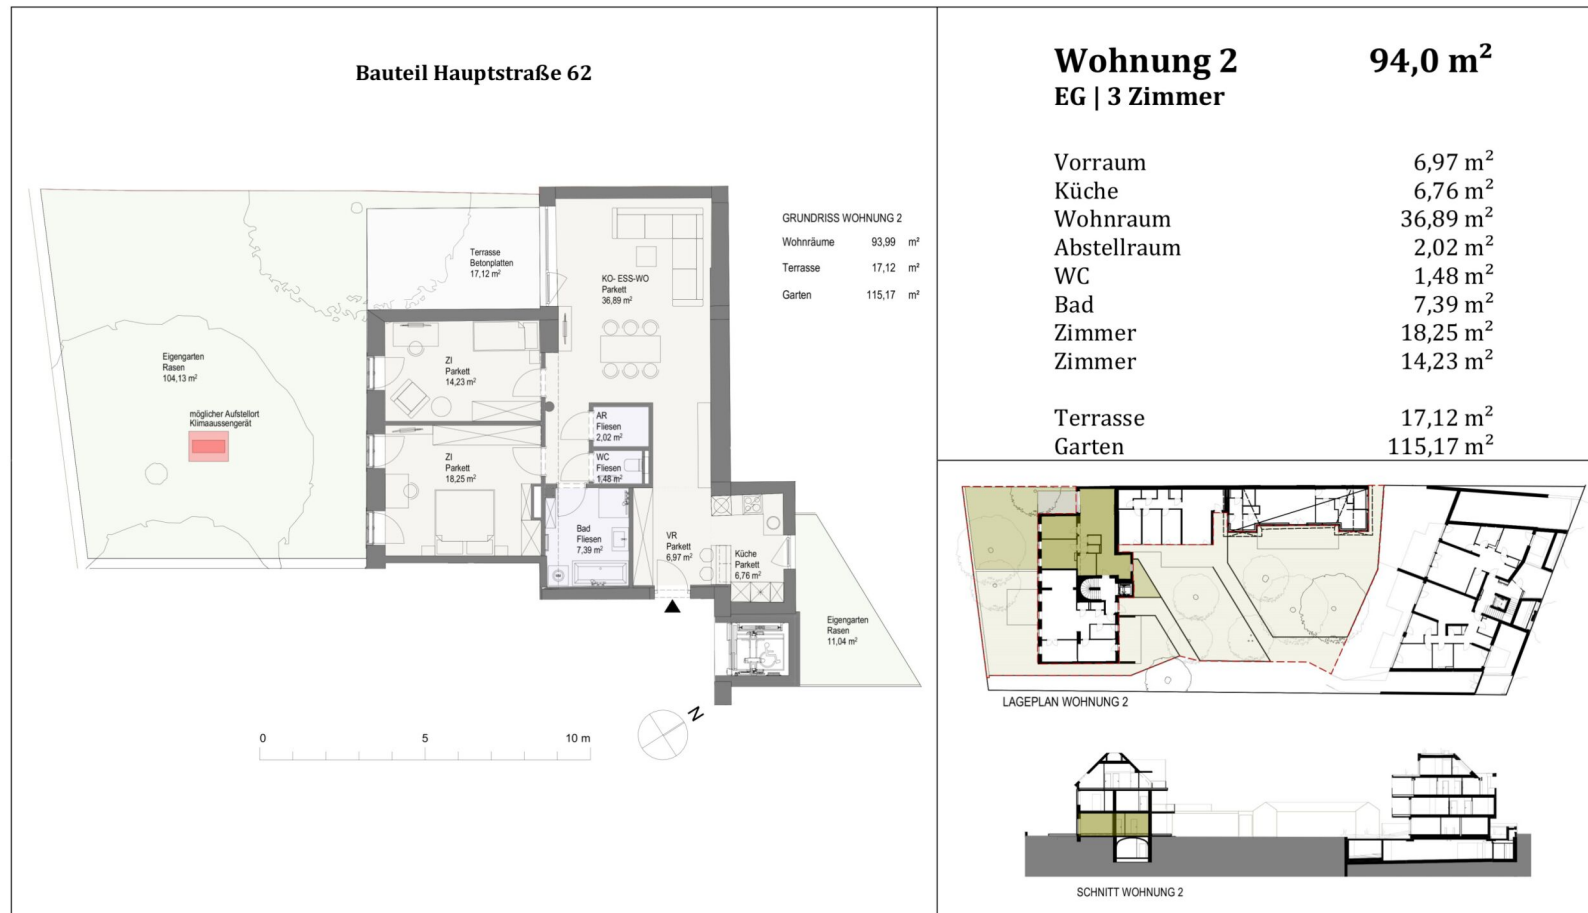 Bauteil Hauptstraße 62
Terrasse
Betonplatten
17,12 m²
KO- ESS-WO
Parkett
36,89 m²
Eigengarten
Rasen
104,13 m²
möglicher Aufstellort
Klimaaussengerät
ZI
Parkett
14,23 m²
AR
Fliesen
2,02 m²
ZI
Parkett
18,25 m²
WC
Fliesen
1,48 m²
Bad
Fliesen
7,39 m²
VR
Parkett
6,97 m²
Küche
Parkett
6,76 m²
Eigengarten
Rasen
11,04 m²
GRUNDRISS WOHNUNG 2
Wohnräume 93,99 m²
Terrasse 17,12 m²
Garten 115,17 m²
0 5 10 m
N
Wohnung 2 94,0 m²
EG | 3 Zimmer
Vorraum 6,97 m²
Küche 6,76 m²
Wohnraum 36,89 m²
Abstellraum 2,02 m²
WC 1,48 m²
Bad 7,39 m²
Zimmer 18,25 m²
Zimmer 14,23 m²
Terrasse 17,12 m²
Garten 115,17 m²
LAGEPLAN WOHNUNG 2
SCHNITT WOHNUNG 2